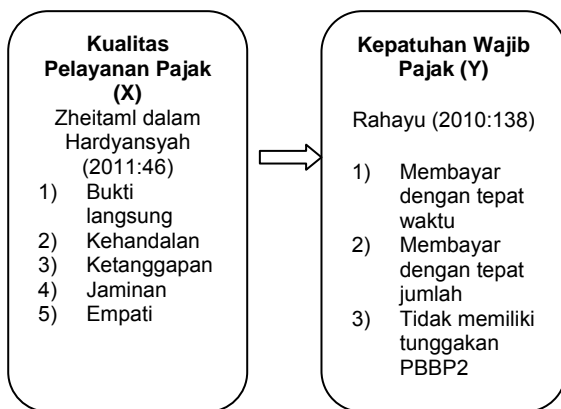 Kualitas
Pelayanan Pajak
(X)
Zheitaml dalam
Hardyansyah
(2011:46)
1) Bukti
langsung
2) Kehandalan
3) Ketanggapan
4) Jaminan
5) Empati
Kepatuhan Wajib
Pajak (Y)
Rahayu (2010:138)
1) Membayar
dengan tepat
waktu
2) Membayar
dengan tepat
jumlah
3) Tidak memiliki
tunggakan
PBBP2